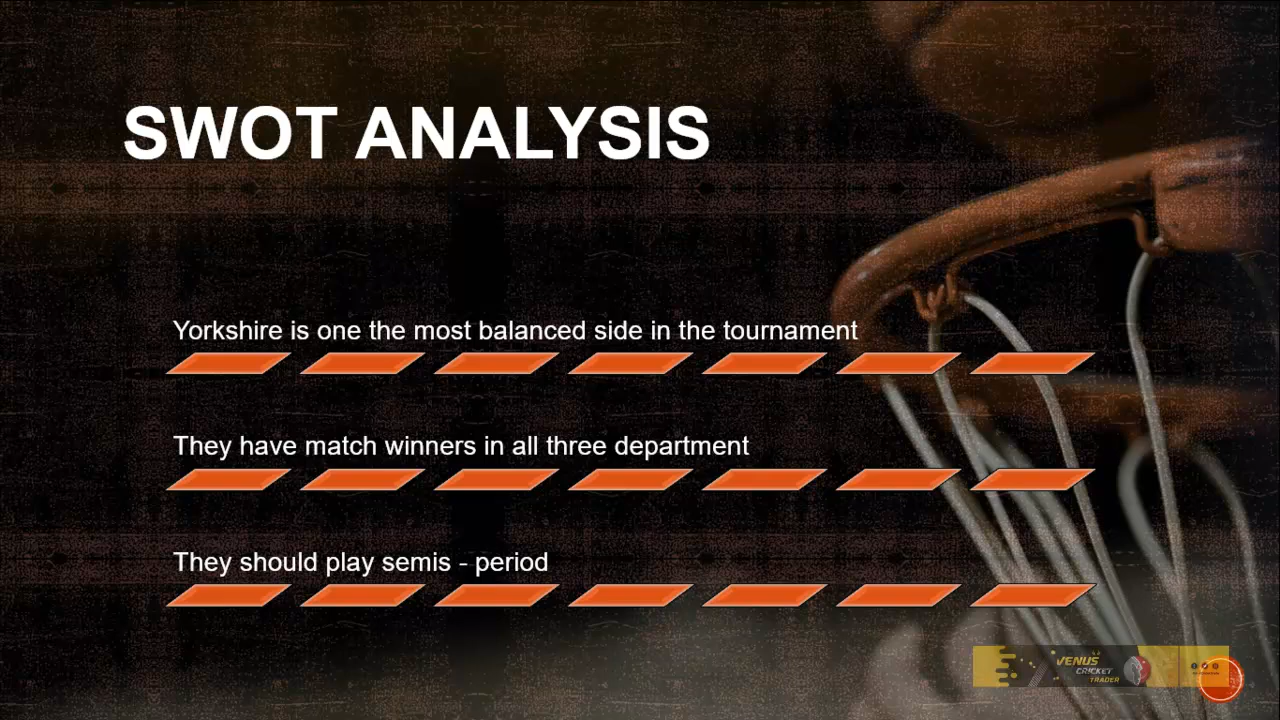 SWOT ANALYSIS
Yorkshire is one the most balanced side in the tournament
They have match winners in all three department
They should play semis - period
VENUS
CRICKET
TRADER